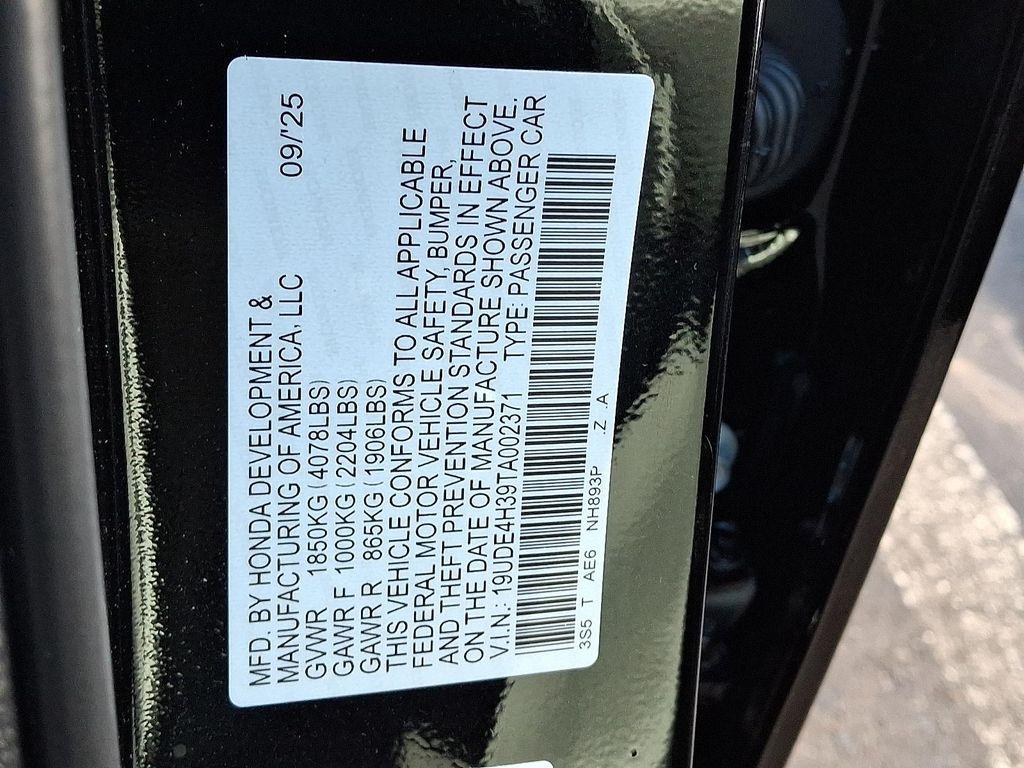 MFD. BY HONDA DEVELOPMENT &
MANUFACTURING OF AMERICA, LLC 09/'25
GVWR 1850KG (4078LBS)
GAWR F 1000KG (2204LBS)
GAWR R 865KG (1906LBS)
THIS VEHICLE CONFORMS TO ALL APPLICABLE
FEDERAL MOTOR VEHICLE SAFETY, BUMPER,
AND THEFT PREVENTION STANDARDS IN EFFECT
ON THE DATE OF MANUFACTURE SHOWN ABOVE.
V.I.N.: 19UDE4H39TA002371 TYPE: PASSENGER CAR
3S5 T AE6 NH893P Z .A